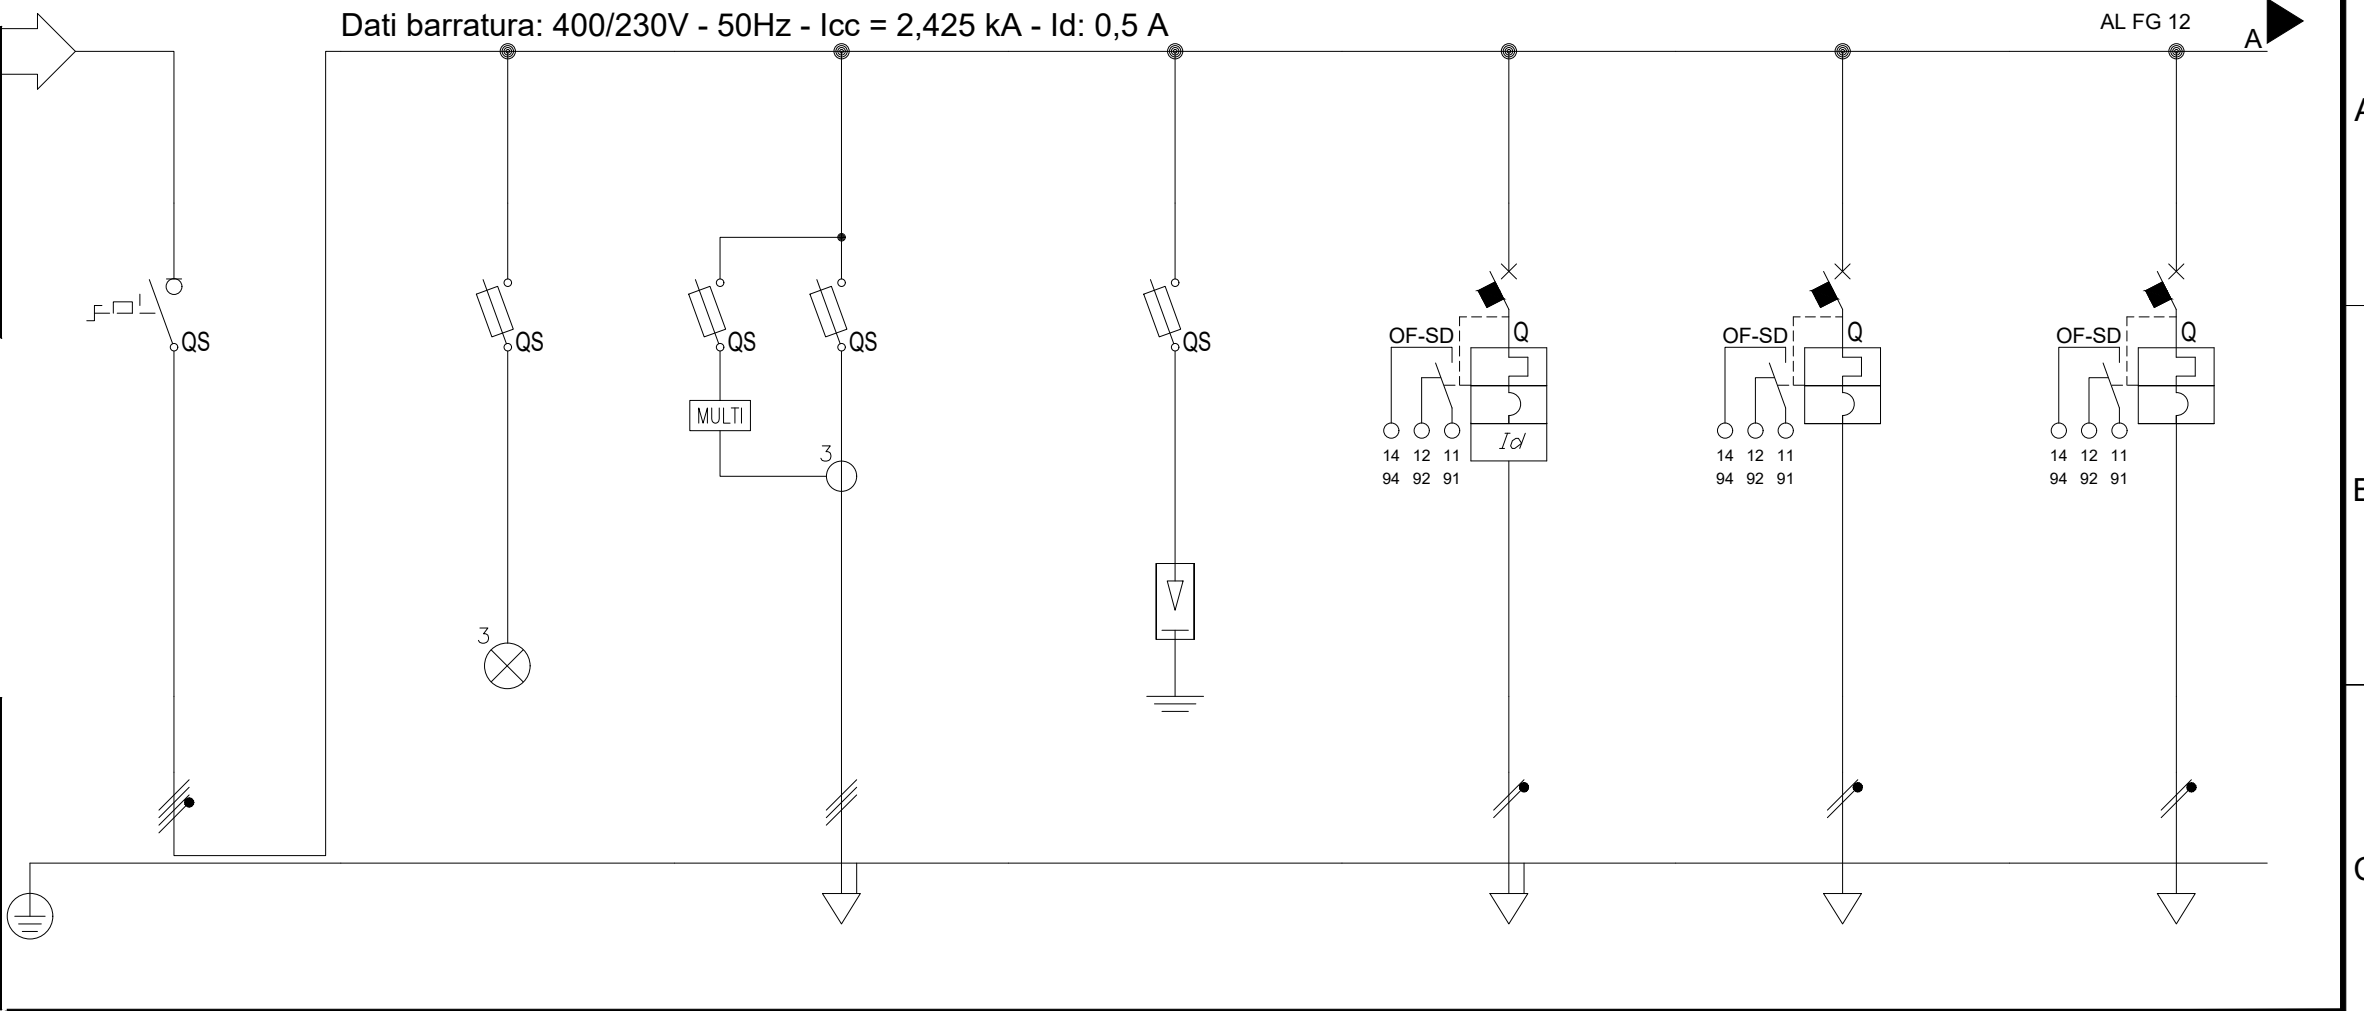 Dati barratura: 400/230V - 50Hz - Icc = 2,425 kA - Id: 0,5 A
AL FG 12
A
A
QS
QS
QS
QS
QS
MULTI
3
3
OF-SD
Q
Id
14 12 11
94 92 91
OF-SD
Q
14 12 11
94 92 91
OF-SD
Q
14 12 11
94 92 91